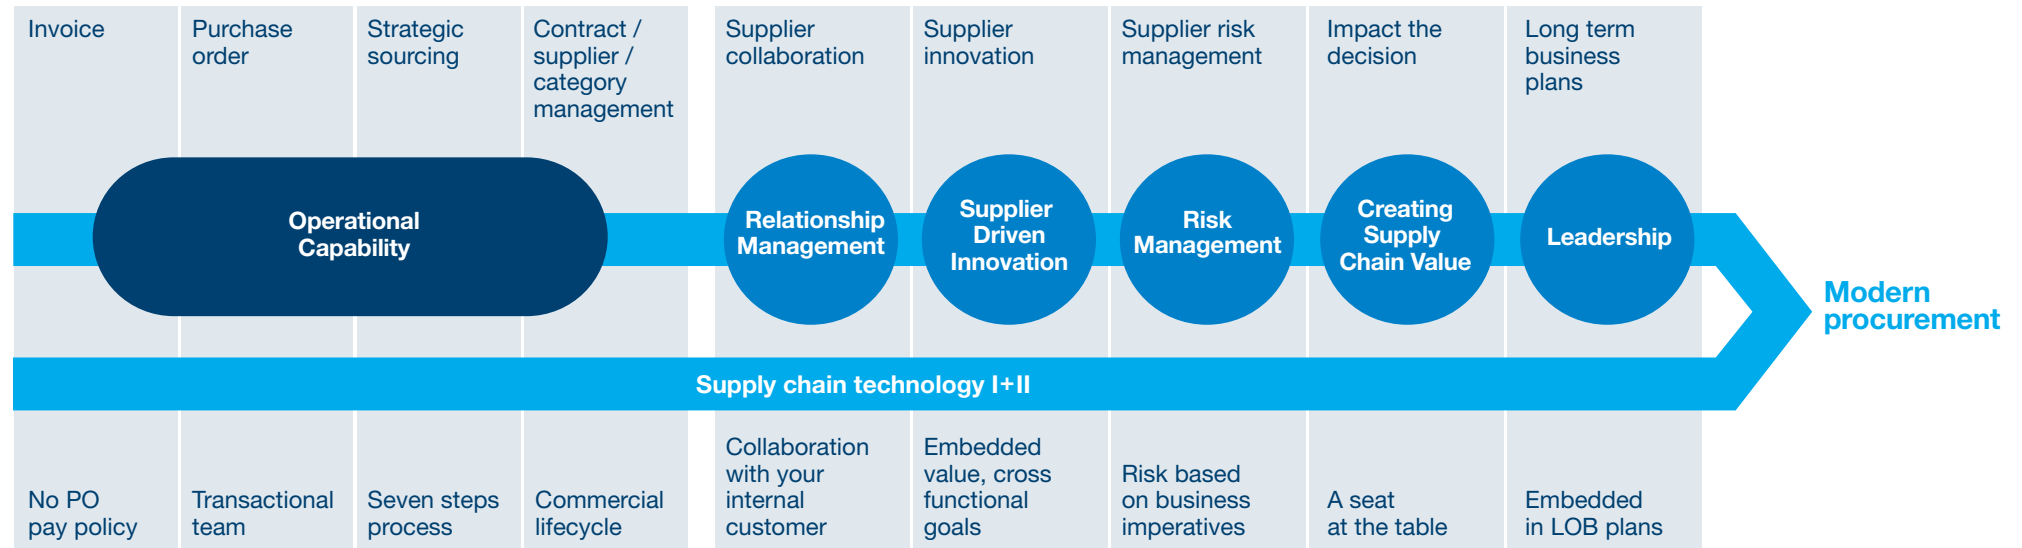 Invoice
Purchase
order
Strategic
sourcing
Contract /
supplier /
category
management
Supplier
collaboration
Supplier
innovation
Supplier risk
management
Impact the
decision
Long term
business
plans
Operational
Capability
Relationship
Management
Supplier
Driven
Innovation
Risk
Management
Creating
Supply
Chain Value
Leadership
Modern
procurement
Supply chain technology I+II
No PO
pay policy
Transactional
team
Seven steps
process
Commercial
lifecycle
Collaboration
with your
internal
customer
Embedded
value, cross
functional
goals
Risk based
on business
imperatives
A seat
at the table
Embedded
in LOB plans